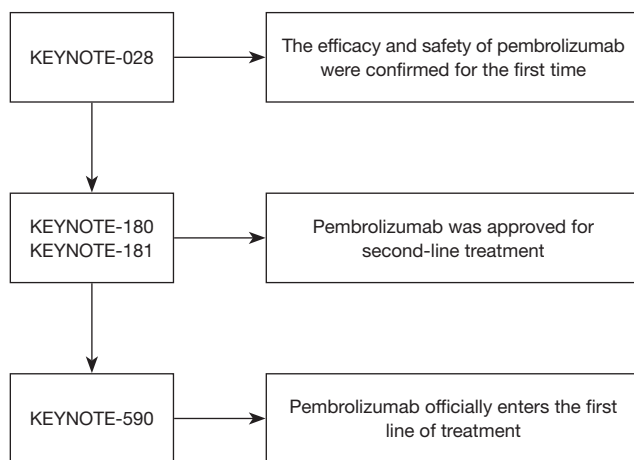 KEYNOTE-028
The efficacy and safety of pembrolizumab
were confirmed for the first time
KEYNOTE-180
KEYNOTE-181
Pembrolizumab was approved for
second-line treatment
KEYNOTE-590
Pembrolizumab officially enters the first
line of treatment